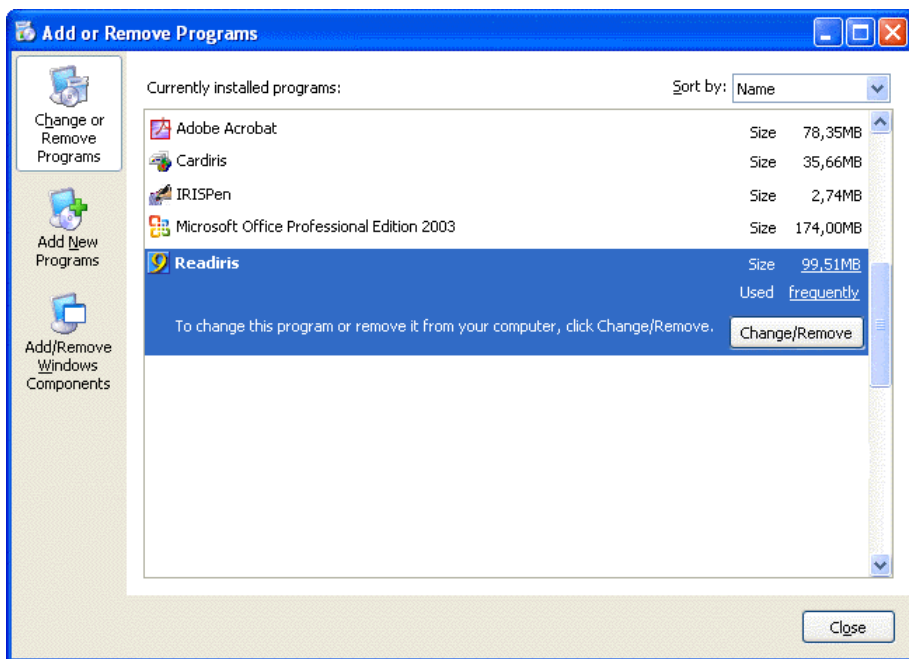 Add or Remove Programs
Change or
Remove
Programs
Add New
Programs
Add/Remove
Windows
Components
Currently installed programs:
Sort by: Name
Adobe Acrobat Size 78,35MB
Cardiris Size 35,66MB
IRISPen Size 2,74MB
Microsoft Office Professional Edition 2003 Size 174,00MB
9 Readiris Size 99,51MB
Used frequently
To change this program or remove it from your computer, click Change/Remove. Change/Remove
Close